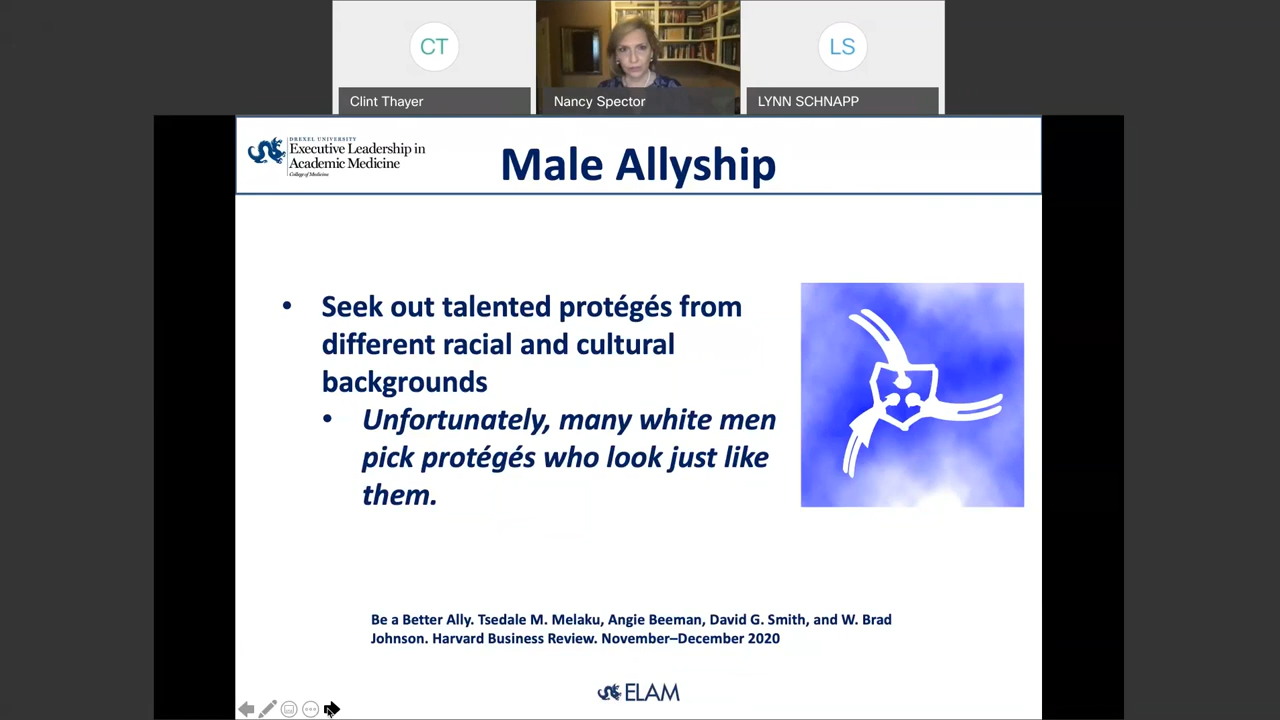 CT
LS
Clint Thayer
Nancy Spector
LYNN SCHNAPP
DREXEL UNIVERSITY
Executive Leadership in
Academic Medicine
College of Medicine
Male Allyship
• Seek out talented protégés from
different racial and cultural
backgrounds
• Unfortunately, many white men
pick protégés who look just like
them.
Be a Better Ally. Tsedale M. Melaku, Angie Beeman, David G. Smith, and W. Brad
Johnson. Harvard Business Review. November–December 2020
ELAM